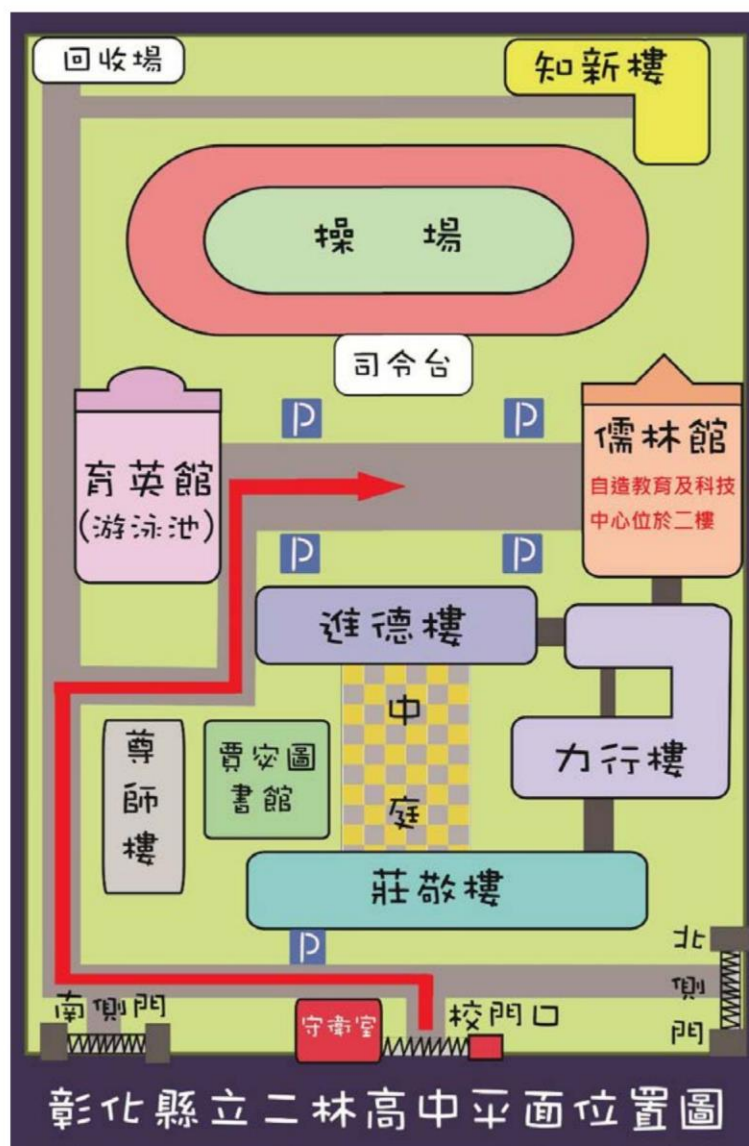 回收場
知新樓
操場
司令台
P
P
育英館
(游泳池)
儒林館
自造教育及科技
中心位於二樓
P
P
進德樓
中庭
力行樓
尊師樓
賈宓圖
書館
莊敬樓
P
北側門
南側門
守衛室
校門口
彰化縣立二林高中平面位置圖